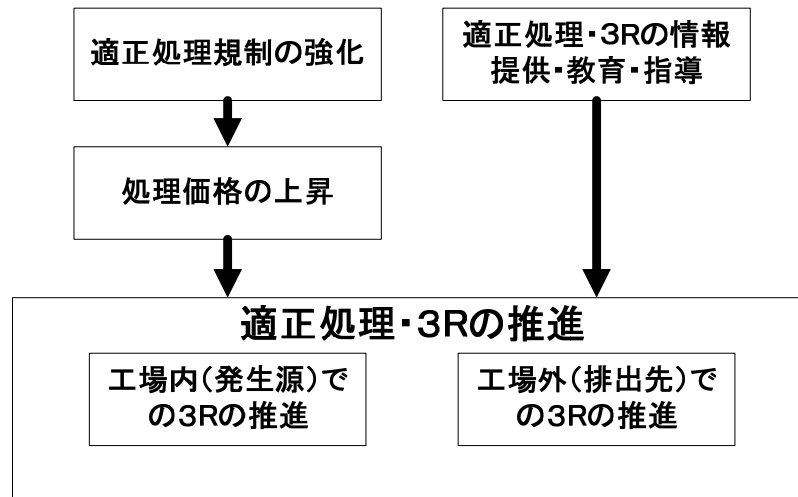 適正処理規制の強化
適正処理・3Rの情報
提供・教育・指導
処理価格の上昇
適正処理・3Rの推進
工場内（発生源）で
の3Rの推進
工場外（排出先）で
の3Rの推進